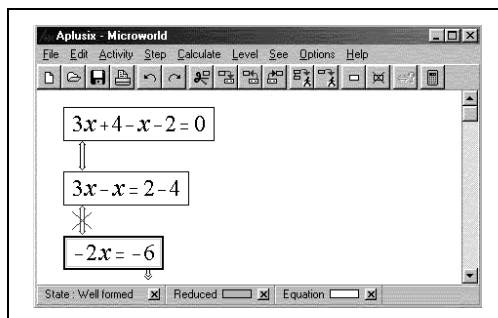 Aplusix - Microworld
File Edit Activity Step Calculate Level See Options Help
3x+4-x-2=0
3x-x=2-4
-2x=-6
State : Well formed Reduced Equation